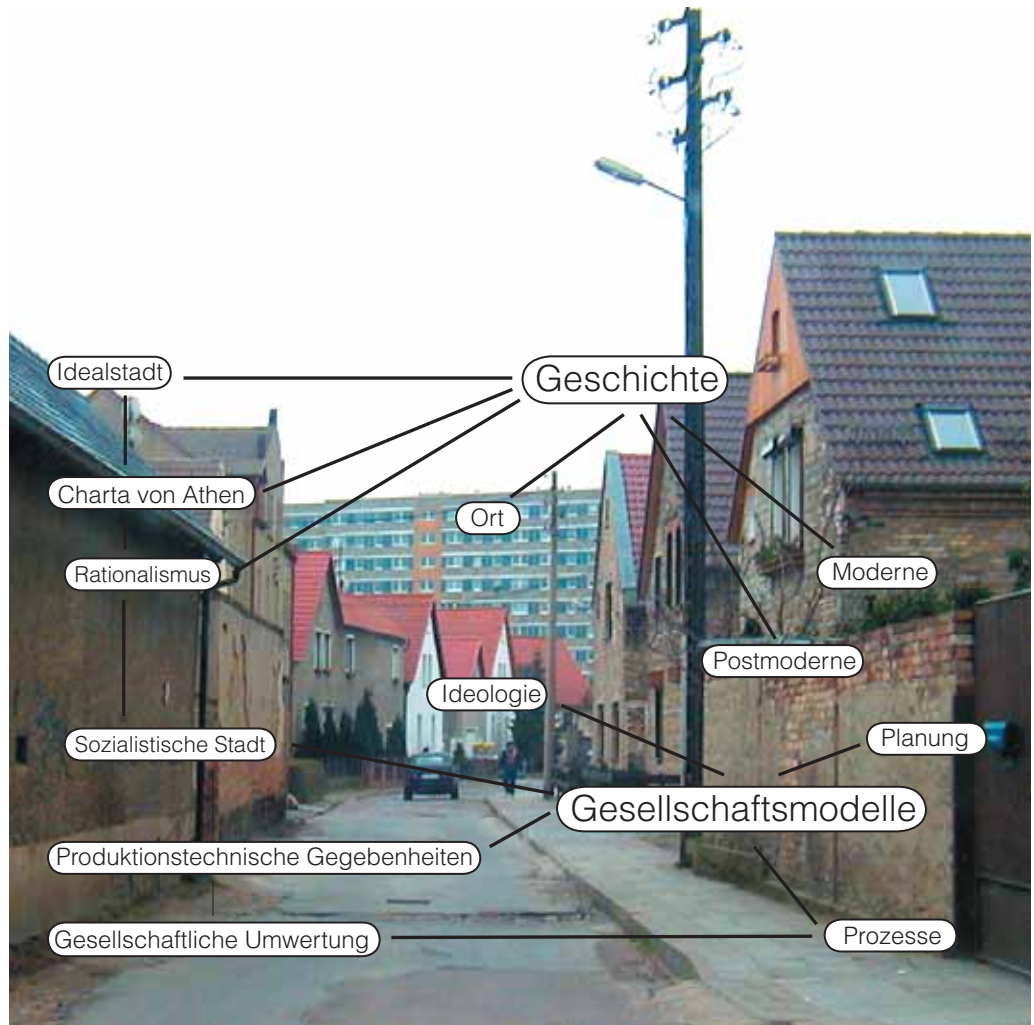 Idealstadt
Geschichte
Charta von Athen
Ort
Rationalismus
Moderne
Postmoderne
Ideologie
Sozialistische Stadt
Planung
Gesellschaftsmodelle
Produktionstechnische Gegebenheiten
Gesellschaftliche Umwertung
Prozesse